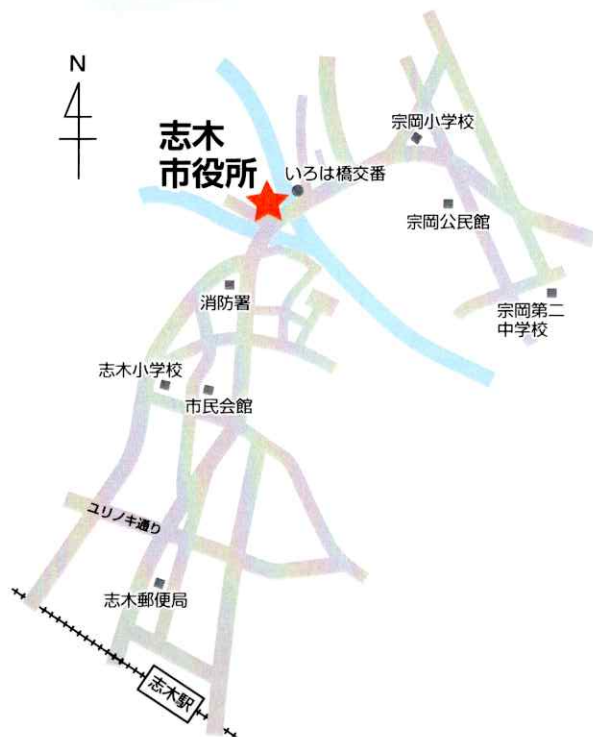 N
志木
市役所
いろは橋交番
宗岡小学校
宗岡公民館
宗岡第二
中学校
消防署
志木小学校
市民会館
ユリノキ通り
志木郵便局
志木駅